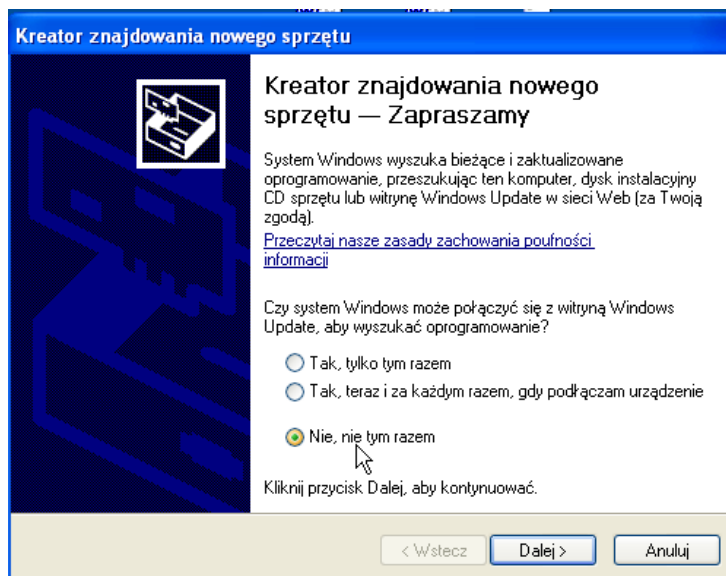 Kreator znajdowania nowego sprzętu
Kreator znajdowania nowego
sprzętu — Zapraszamy
System Windows wyszuka bieżące i zaktualizowane
oprogramowanie, przeszukując ten komputer, dysk instalacyjny
CD sprzętu lub witrynę Windows Update w sieci Web (za Twoją
zgodą).
Przeczytaj nasze zasady zachowania poufności
informacji
Czy system Windows może połączyć się z witryną Windows
Update, aby wyszukać oprogramowanie?
Tak, tylko tym razem
Tak, teraz i za każdym razem, gdy podłączam urządzenie
Nie, nie tym razem
Kliknij przycisk Dalej, aby kontynuować.
< Wstecz Dalej > Anuluj